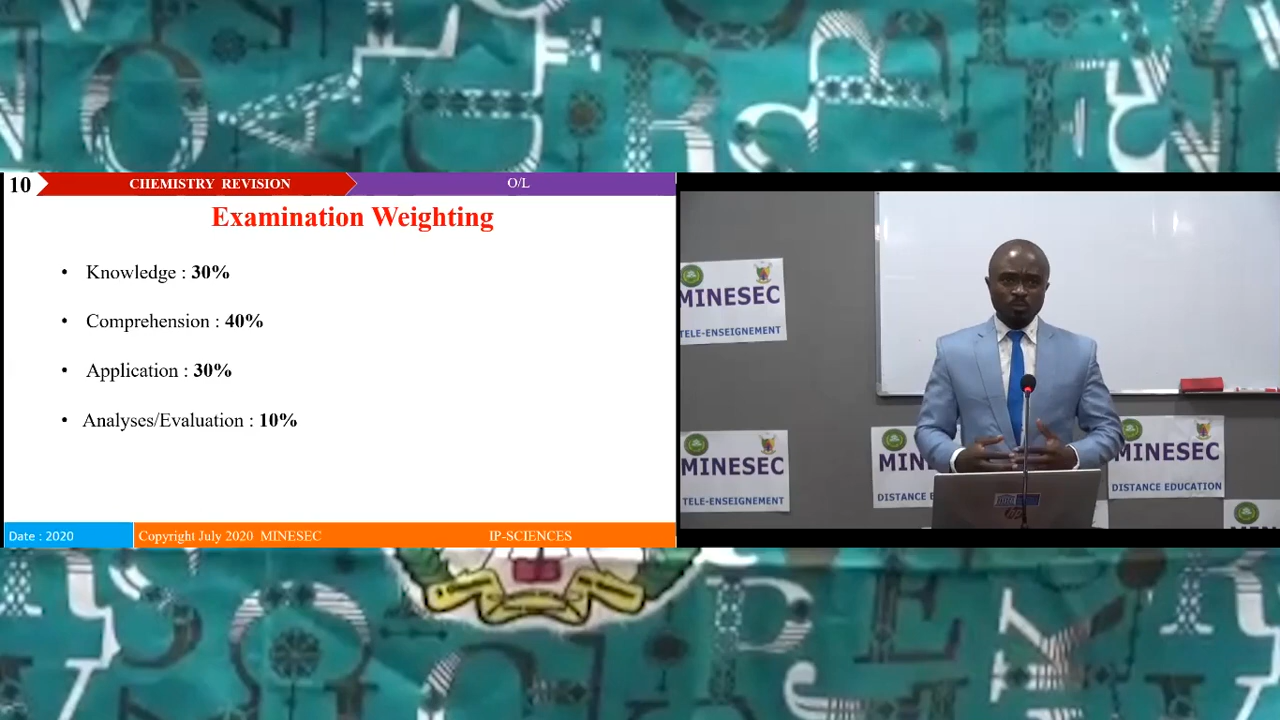 10 CHEMISTRY REVISION O/L
Examination Weighting
• Knowledge : 30%
• Comprehension : 40%
• Application : 30%
• Analyses/Evaluation : 10%
Date : 2020 Copyright July 2020 MINESEC IP-SCIENCES
MINESEC
TELE-ENSEIGNEMENT
MINESEC
TELE-ENSEIGNEMENT
DISTANCE
MINESEC
DISTANCE EDUCATION